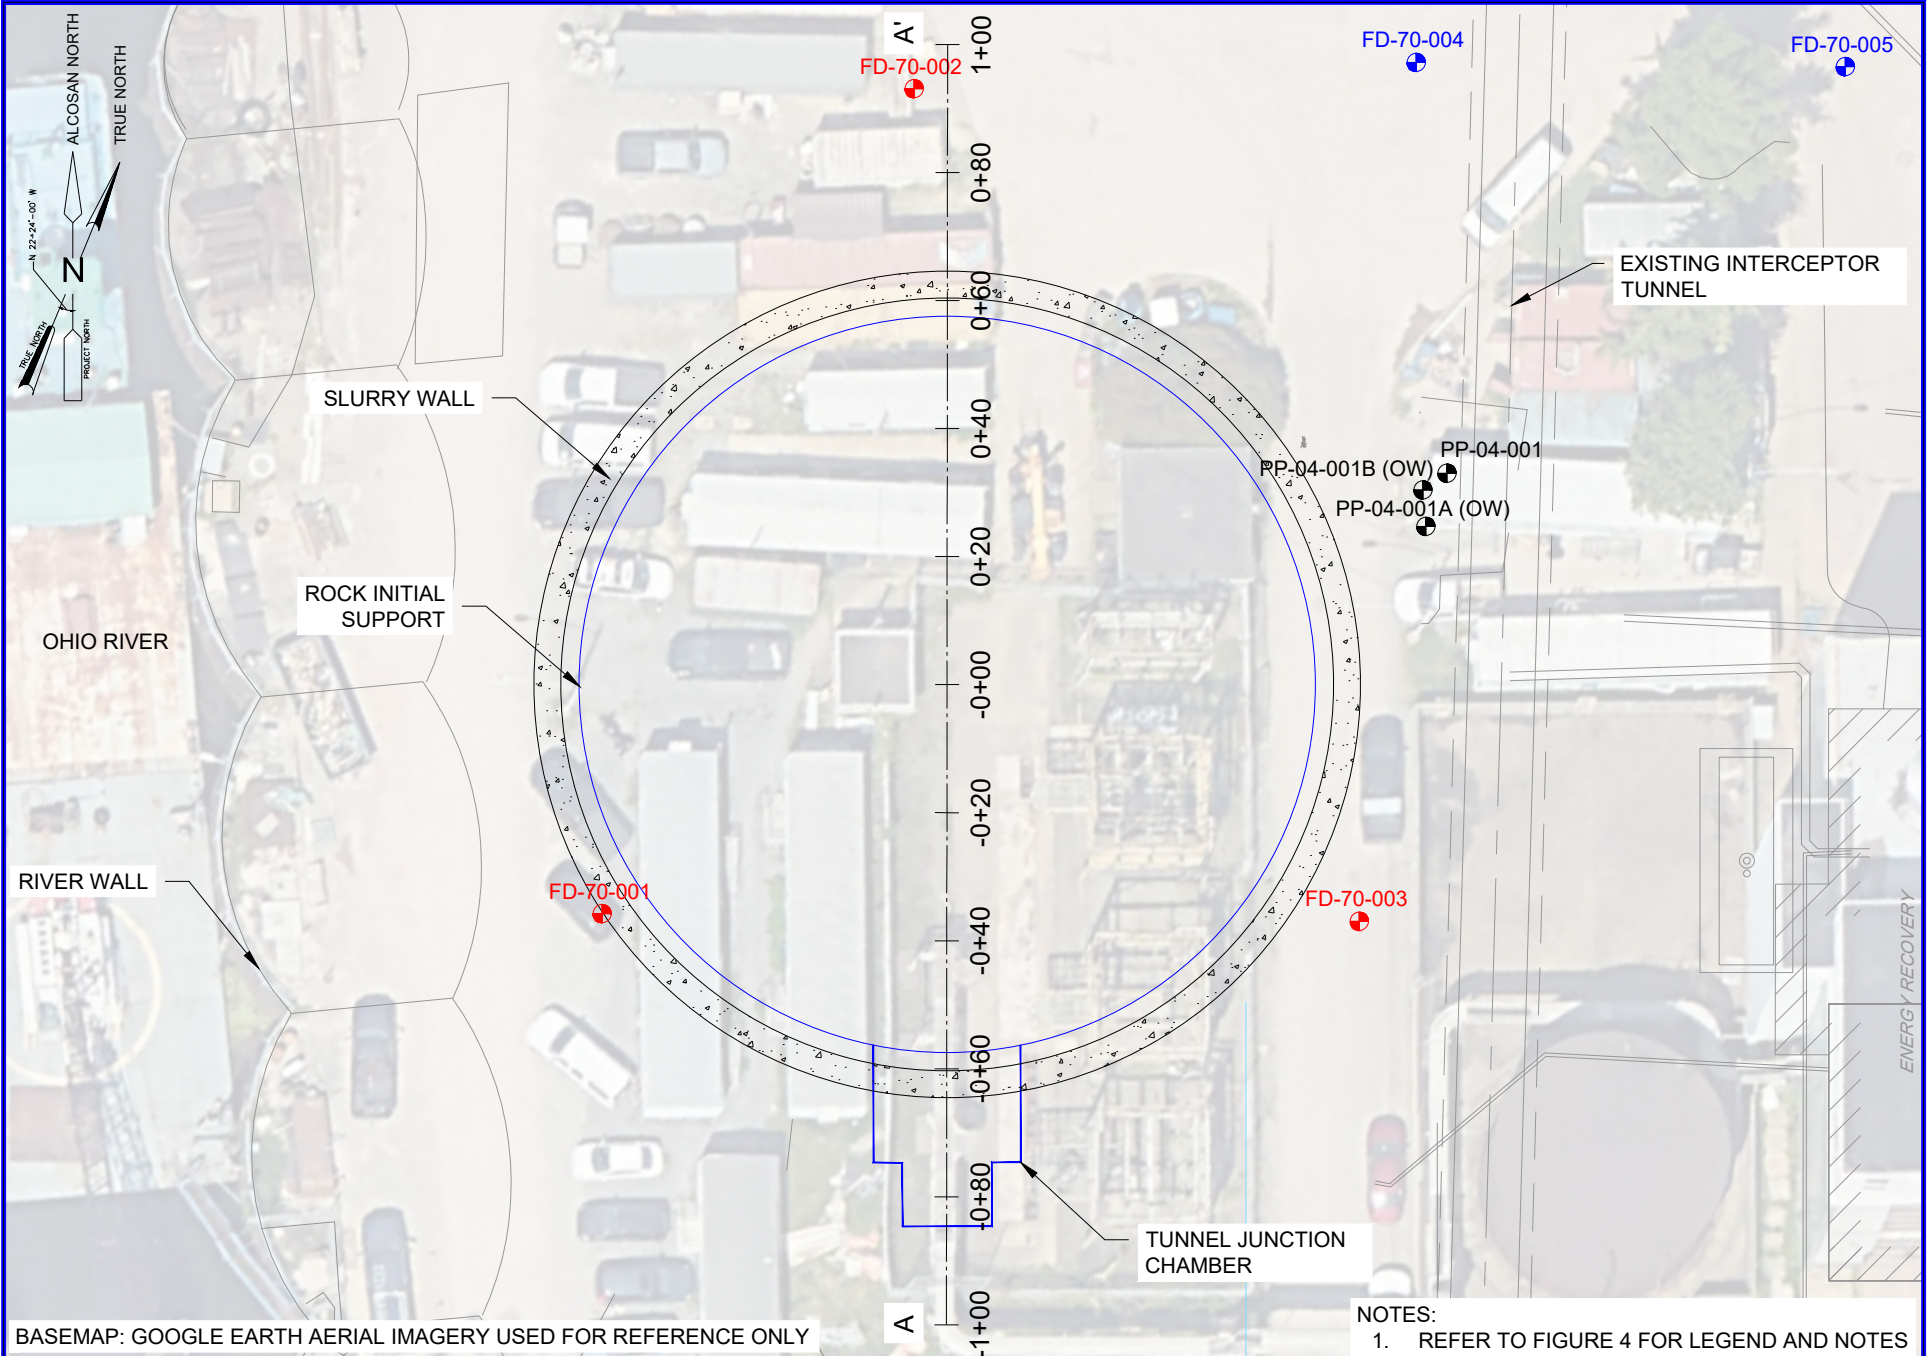 A'
1+00
FD-70-002
FD-70-004
FD-70-005
ALCOSAN NORTH
TRUE NORTH
N 22°24'-00" W
N
TRUE NORTH
PROJECT NORTH
0+80
EXISTING INTERCEPTOR
TUNNEL
0+60
SLURRY WALL
0+40
PP-04-001
PP-04-001B (OW)
PP-04-001A (OW)
0+20
ROCK INITIAL
SUPPORT
OHIO RIVER
-0+00
-0+20
RIVER WALL
FD-70-001
FD-70-003
-0+40
ENERGY RECOVERY
-0+60
-0+80
TUNNEL JUNCTION
CHAMBER
A
-1+00
BASEMAP: GOOGLE EARTH AERIAL IMAGERY USED FOR REFERENCE ONLY
NOTES:
1. REFER TO FIGURE 4 FOR LEGEND AND NOTES